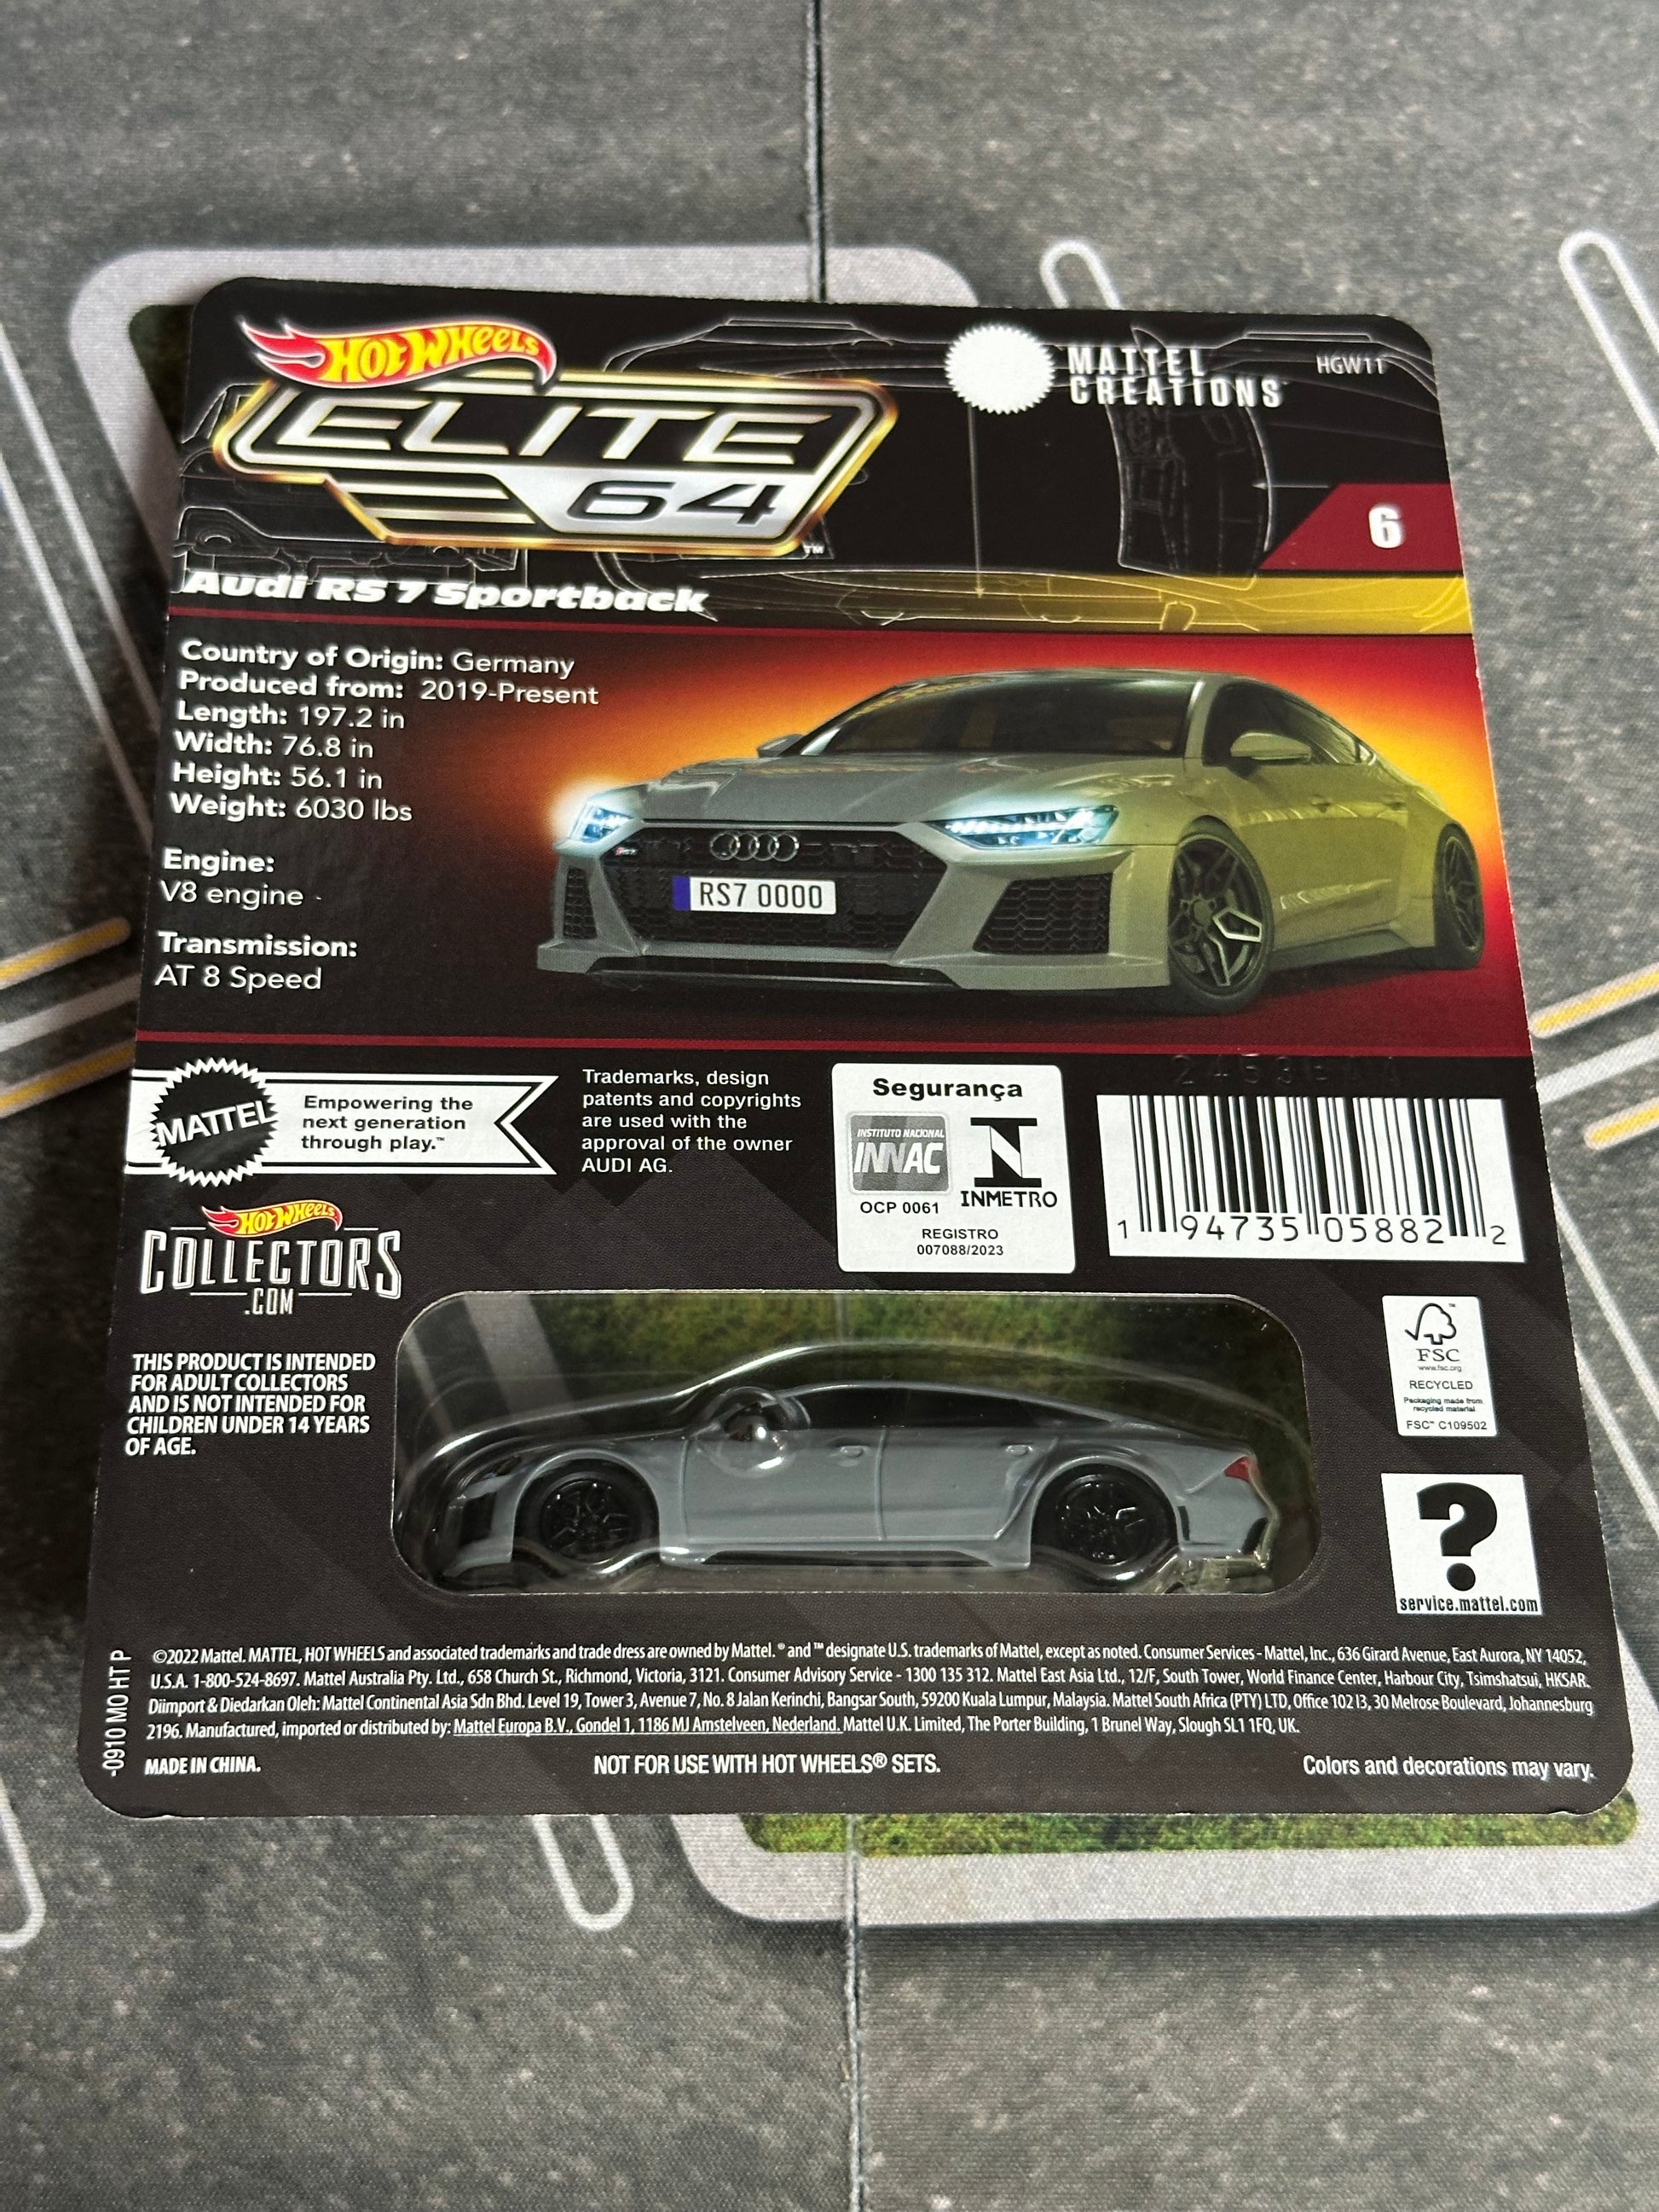 HOT WHEELS
ELITE
64™
MATTEL
CREATIONS
HGW11
6
Audi RS 7 Sportback
Country of Origin: Germany
Produced from: 2019-Present
Length: 197.2 in
Width: 76.8 in
Height: 56.1 in
Weight: 6030 lbs
Engine:
V8 engine
Transmission:
AT 8 Speed
RS7 0000
MATTEL
Empowering the
next generation
through play.™
Trademarks, design
patents and copyrights
are used with the
approval of the owner
AUDI AG.
Segurança
INSTITUTO NACIONAL
INNAC
OCP 0061
INMETRO
REGISTRO
007088/2023
1 94735 05882 2
HOT WHEELS
COLLECTORS
.COM
THIS PRODUCT IS INTENDED
FOR ADULT COLLECTORS
AND IS NOT INTENDED FOR
CHILDREN UNDER 14 YEARS
OF AGE.
FSC
www.fsc.org
RECYCLED
Packaging made from
recycled material
FSC™ C109502
?
service.mattel.com
-0910 MO HT P
©2022 Mattel. MATTEL, HOT WHEELS and associated trademarks and trade dress are owned by Mattel. ® and ™ designate U.S. trademarks of Mattel, except as noted. Consumer Services - Mattel, Inc., 636 Girard Avenue, East Aurora, NY 14052,
U.S.A. 1-800-524-8697. Mattel Australia Pty. Ltd., 658 Church St., Richmond, Victoria, 3121. Consumer Advisory Service - 1300 135 312. Mattel East Asia Ltd., 12/F, South Tower, World Finance Center, Harbour City, Tsimshatsui, HKSAR.
Diimport & Diedarkan Oleh: Mattel Continental Asia Sdn Bhd. Level 19, Tower 3, Avenue 7, No. 8 Jalan Kerinchi, Bangsar South, 59200 Kuala Lumpur, Malaysia. Mattel South Africa (PTY) LTD, Office 102 I3, 30 Melrose Boulevard, Johannesburg
2196. Manufactured, imported or distributed by: Mattel Europa B.V., Gondel 1, 1186 MJ Amstelveen, Nederland. Mattel U.K. Limited, The Porter Building, 1 Brunel Way, Slough SL1 1FQ, UK.
MADE IN CHINA.
NOT FOR USE WITH HOT WHEELS® SETS.
Colors and decorations may vary.